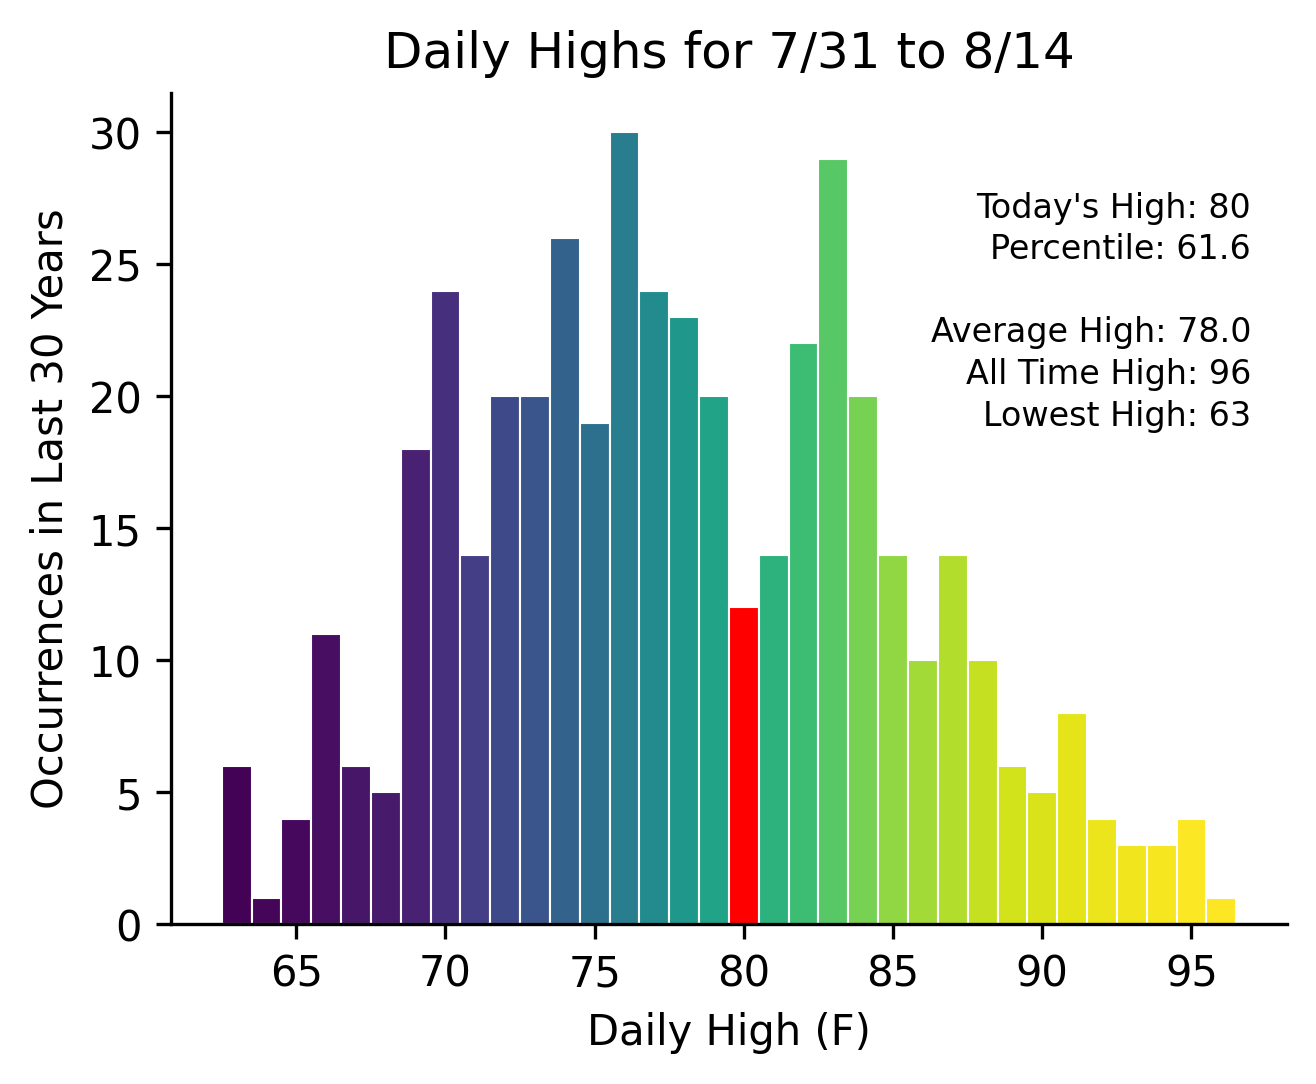 Daily Highs for 7/31 to 8/14
Occurrences in Last 30 Years
30
25
20
15
10
5
0
Today's High: 80
Percentile: 61.6
Average High: 78.0
All Time High: 96
Lowest High: 63
65 70 75 80 85 90 95
Daily High (F)